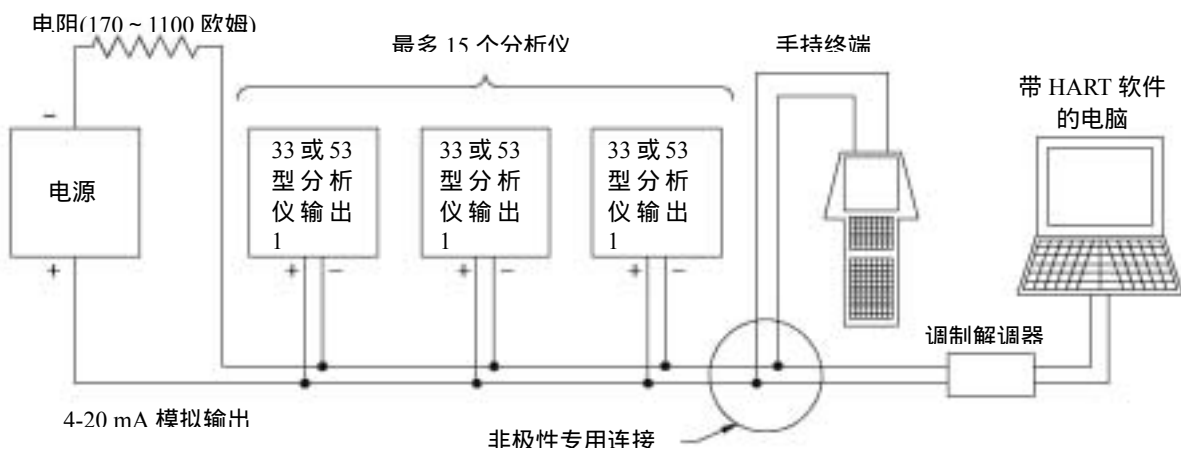 电阻(170 ~ 1100 欧姆)
最多 15 个分析仪
手持终端
带 HART 软件
的电脑
−
电源
+
33 或 53
型 分 析
仪 输 出
1
+ −
33 或 53
型 分 析
仪 输 出
1
+ −
33 或 53
型 分 析
仪 输 出
1
+ −
调制解调器
4-20 mA 模拟输出
非极性专用连接